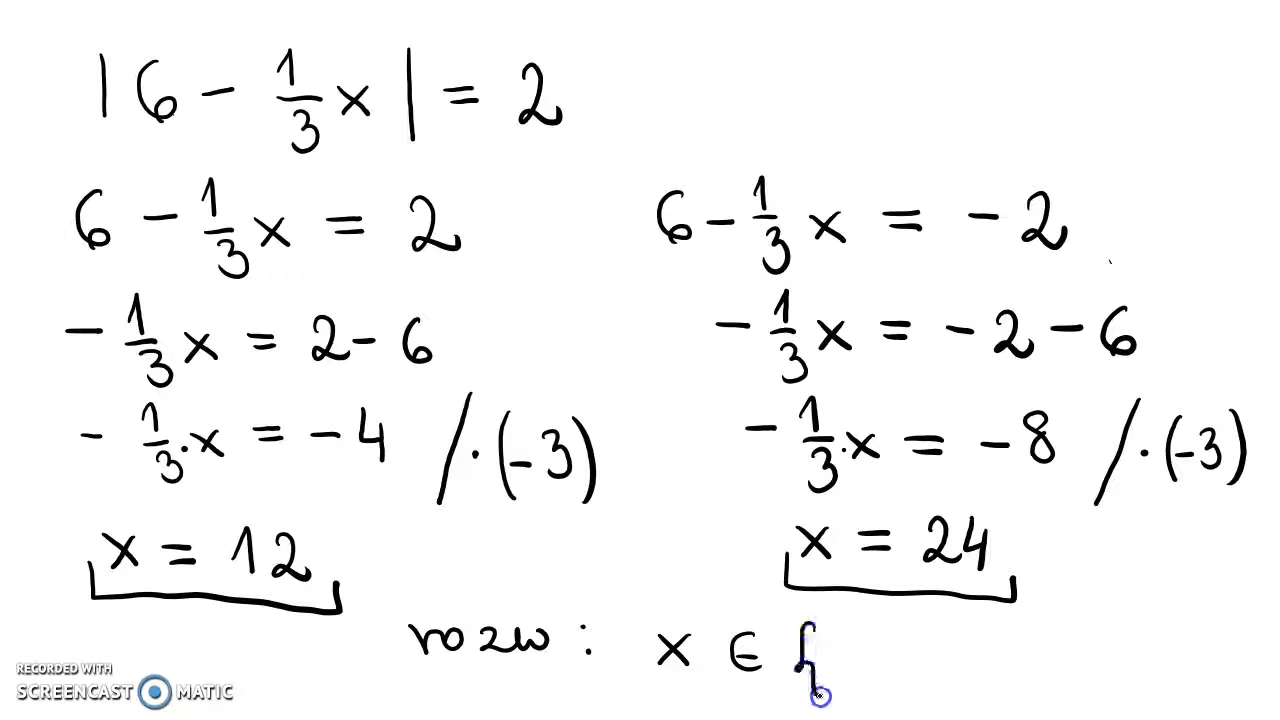 |6 - 1/3 x| = 2
6 - 1/3 x = 2
- 1/3 x = 2 - 6
- 1/3 · x = -4 / · (-3)
x = 12
6 - 1/3 x = -2
- 1/3 x = -2 - 6
- 1/3 · x = -8 / · (-3)
x = 24
rozw : x ∈ {
RECORDED WITH
SCREENCAST MATIC